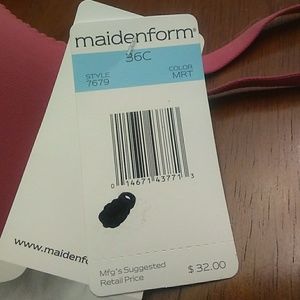 maidenform®
36C
STYLE COLOR
7679 MRT
0 14671 43771 3
www.maidenform
Mfg's Suggested
Retail Price $32.00